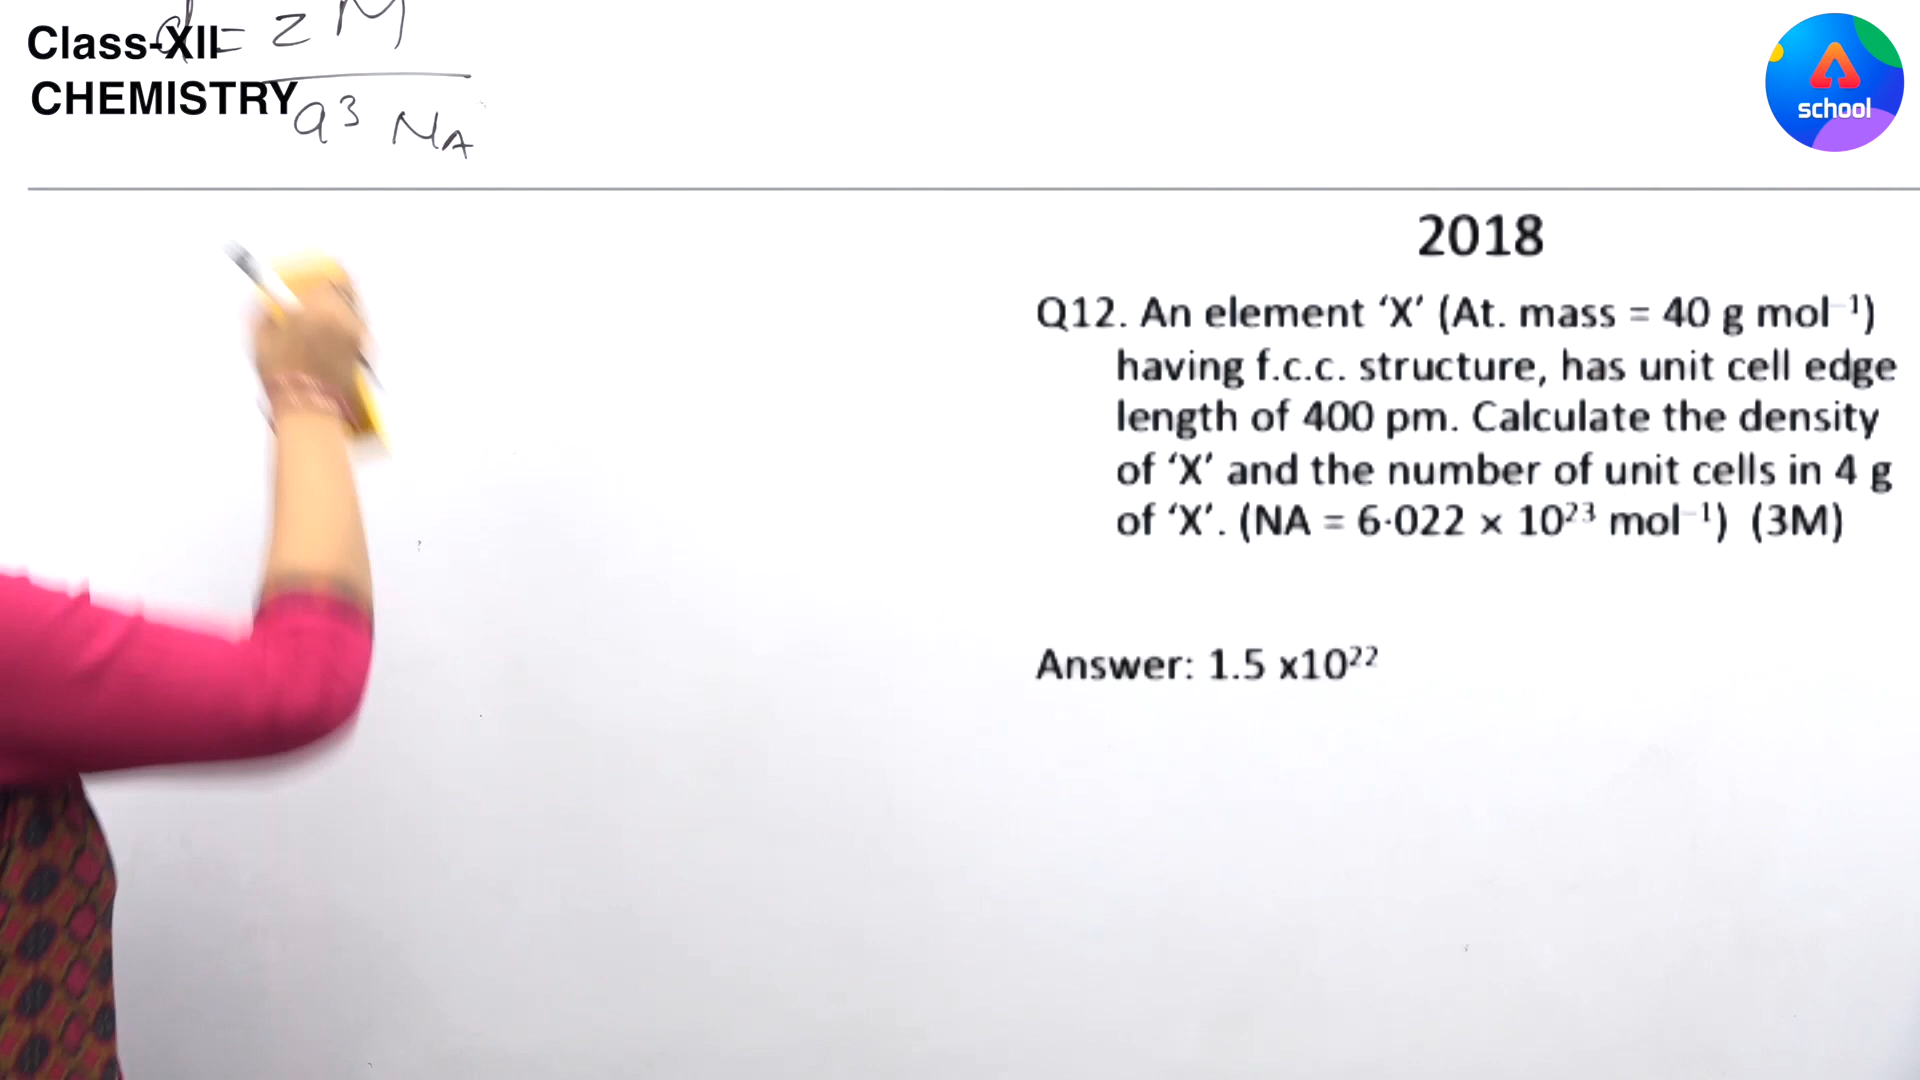 Class-XII
d = Z M
CHEMISTRY
a³ NA
school
2018
Q12. An element ‘X’ (At. mass = 40 g mol⁻¹)
having f.c.c. structure, has unit cell edge
length of 400 pm. Calculate the density
of ‘X’ and the number of unit cells in 4 g
of ‘X’. (NA = 6·022 × 10²³ mol⁻¹) (3M)
Answer: 1.5 x10²²